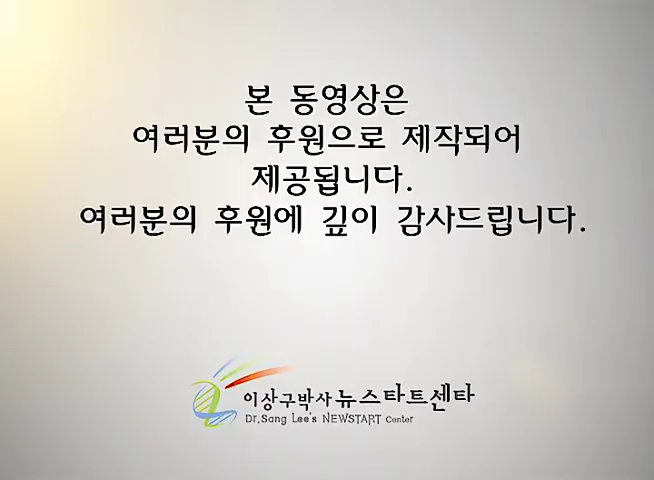 본 동영상은
여러분의 후원으로 제작되어
제공됩니다.
여러분의 후원에 깊이 감사드립니다.
이상구박사 뉴스타트센타
Dr.Sang Lee's NEWSTART Center